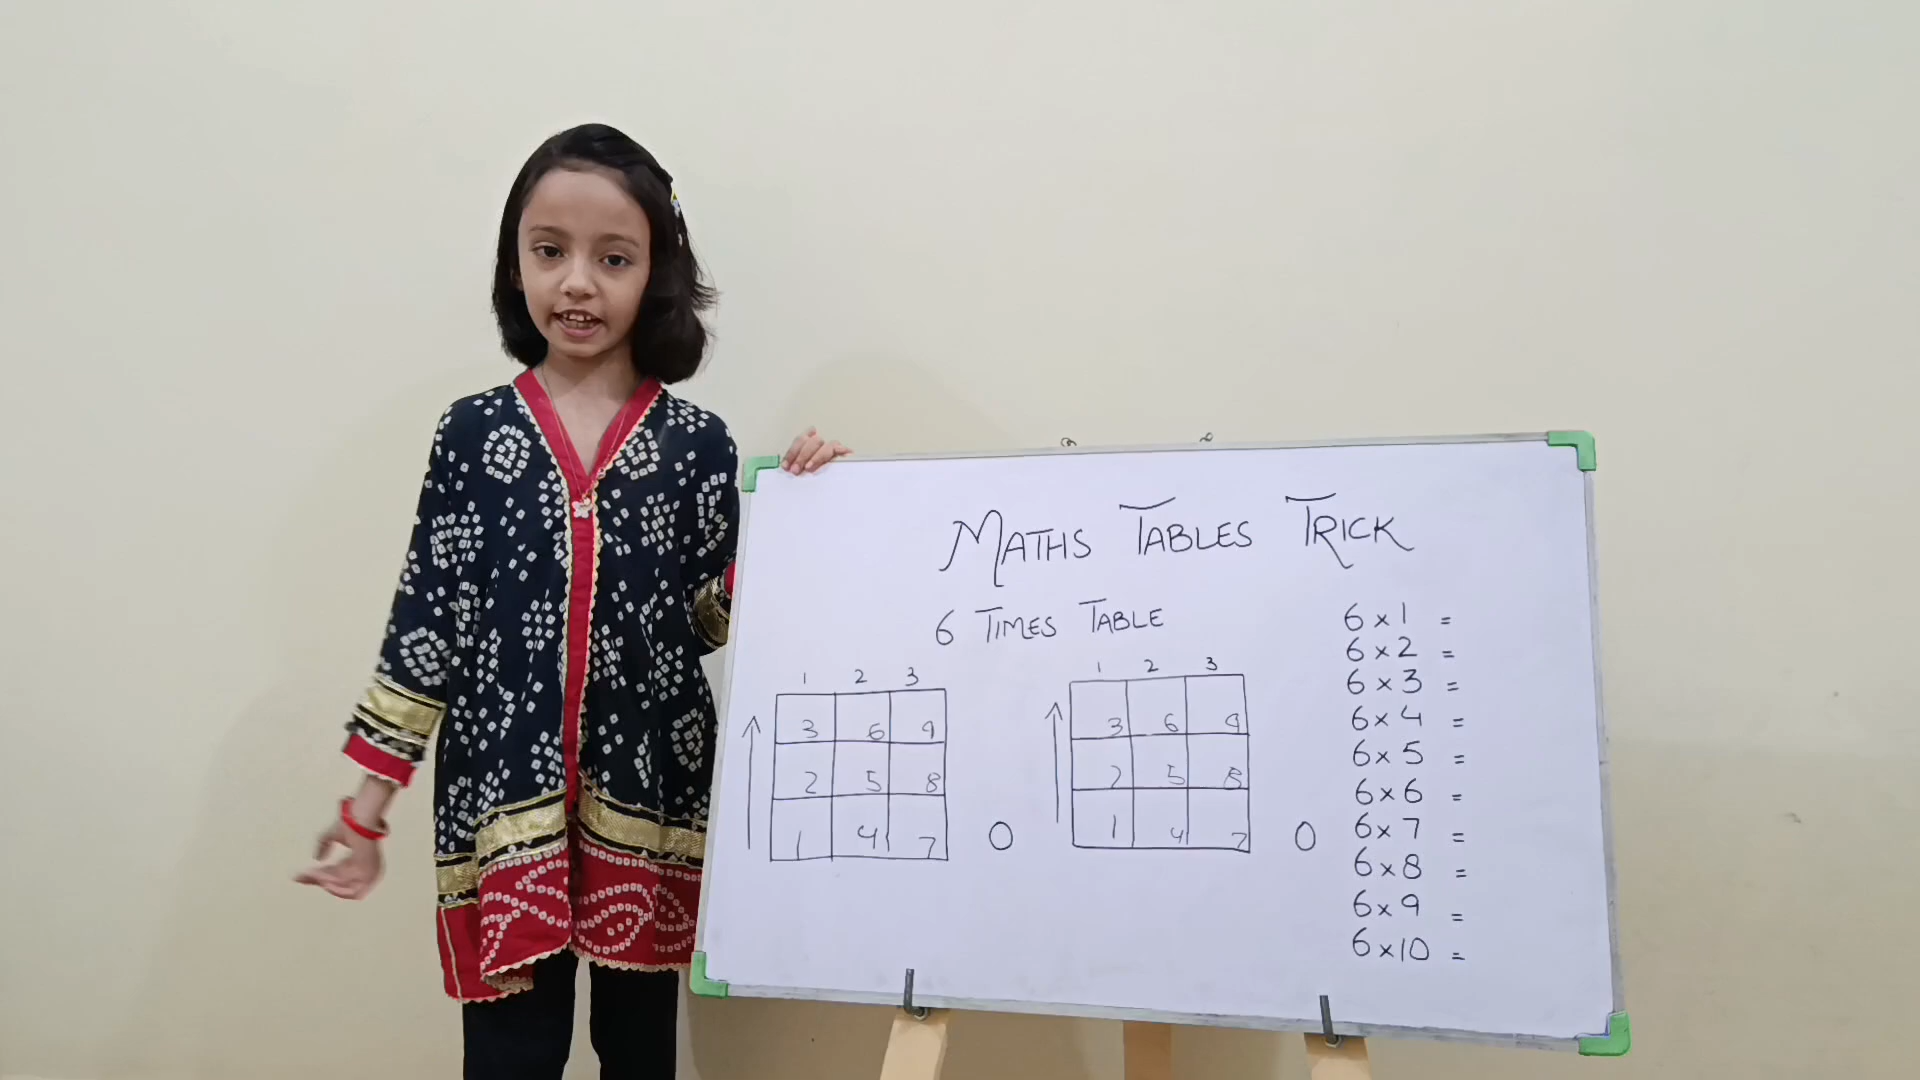 MATHS TABLES TRICK
6 TIMES TABLE
1 2 3
3 6 9
2 5 8
1 4 7 0
1 2 3
3 6 9
2 5 8
1 4 7 0
6 × 1 =
6 × 2 =
6 × 3 =
6 × 4 =
6 × 5 =
6 × 6 =
6 × 7 =
6 × 8 =
6 × 9 =
6 × 10 =